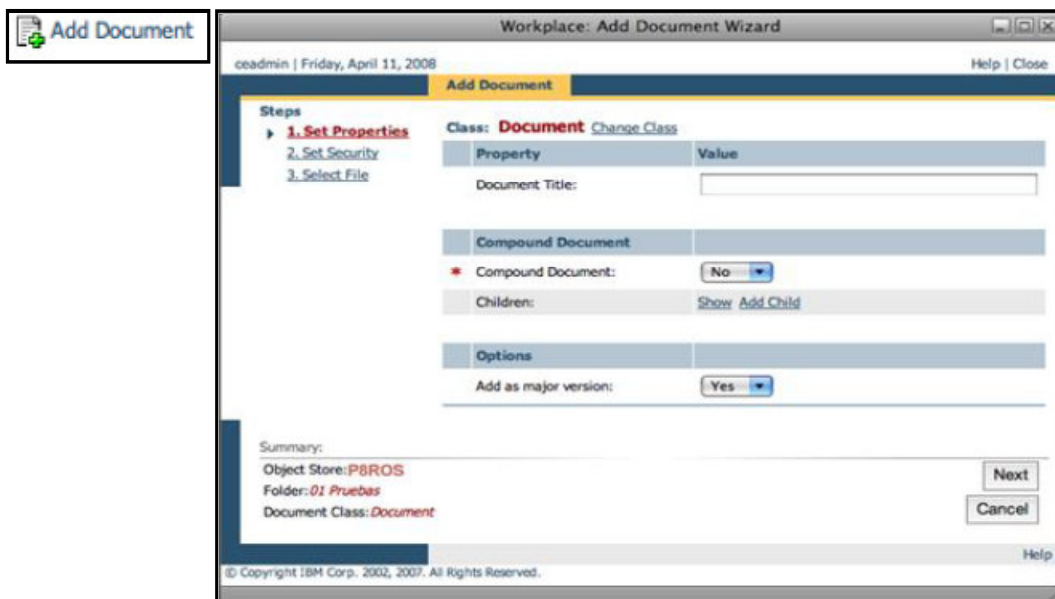 Add Document
Workplace: Add Document Wizard
ceadmin | Friday, April 11, 2008
Help | Close
Add Document
Steps
1. Set Properties
2. Set Security
3. Select File
Class: Document Change Class
Property Value
Document Title:
Compound Document
* Compound Document: No
Children: Show Add Child
Options
Add as major version: Yes
Summary:
Object Store:P8ROS
Folder:01 Pruebas
Document Class:Document
Next
Cancel
Help
© Copyright IBM Corp. 2002, 2007. All Rights Reserved.